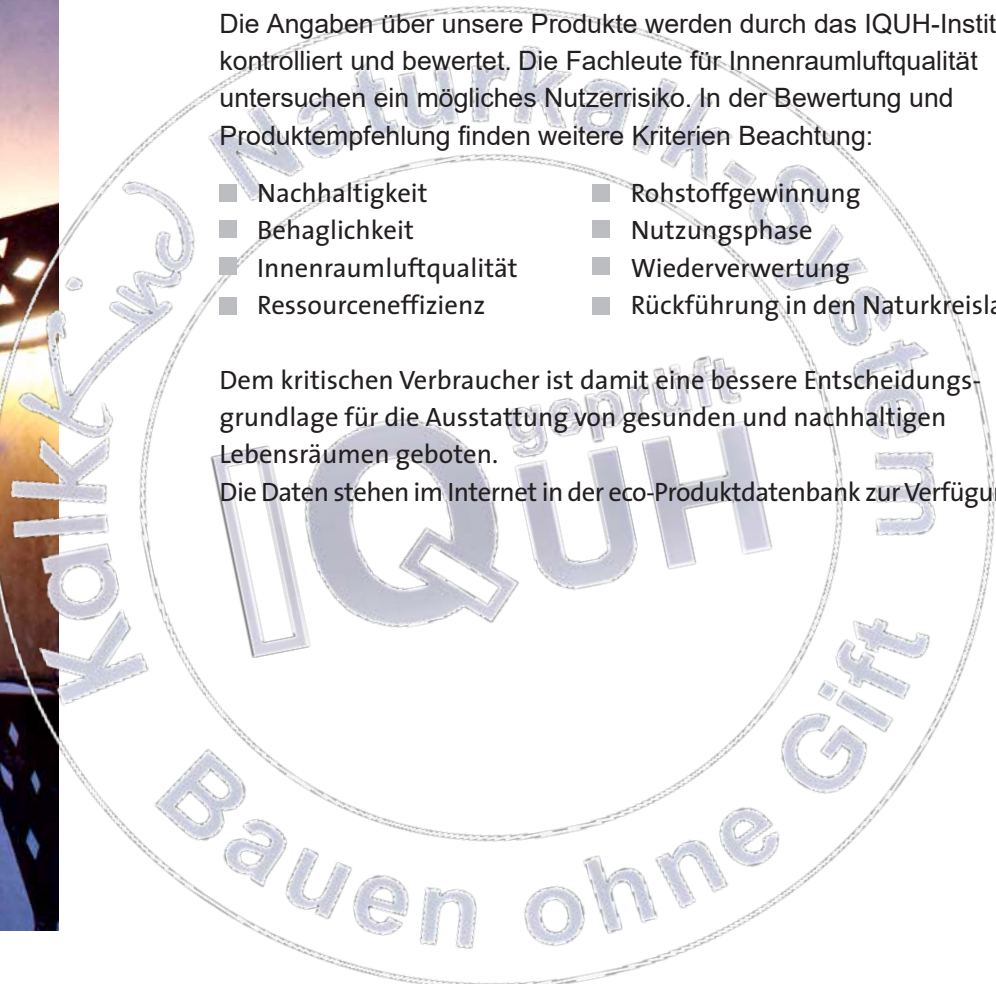 Die Angaben über unsere Produkte werden durch das IQUH-Instit
kontrolliert und bewertet. Die Fachleute für Innenraumluftqualität
untersuchen ein mögliches Nutzerrisiko. In der Bewertung und
Produktempfehlung finden weitere Kriterien Beachtung:
Nachhaltigkeit
Behaglichkeit
Innenraumluftqualität
Ressourceneffizienz
Rohstoffgewinnung
Nutzungsphase
Wiederverwertung
Rückführung in den Naturkreisla
Dem kritischen Verbraucher ist damit eine bessere Entscheidungs-
grundlage für die Ausstattung von gesunden und nachhaltigen
Lebensräumen geboten.
Die Daten stehen im Internet in der eco-Produktdatenbank zur Verfügun
KalkKind Naturkalk-System
geprüft
IQUH
Bauen ohne Gift